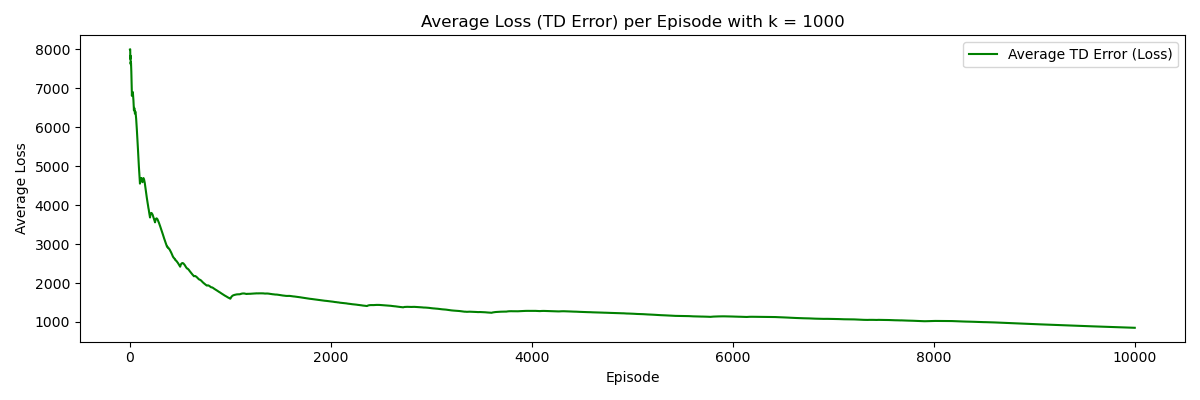 Average Loss (TD Error) per Episode with k = 1000
Average TD Error (Loss)
Average Loss
8000
7000
6000
5000
4000
3000
2000
1000
0 2000 4000 6000 8000 10000
Episode